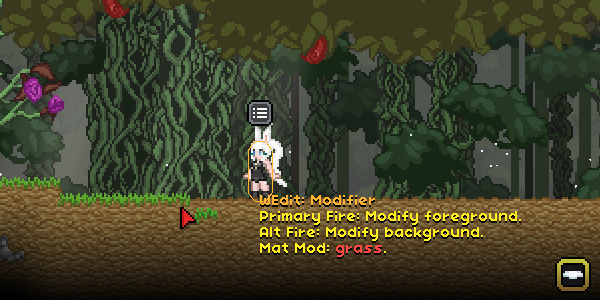 WEdit: Modifier
Primary Fire: Modify foreground.
Alt Fire: Modify background.
Mat Mod: grass.